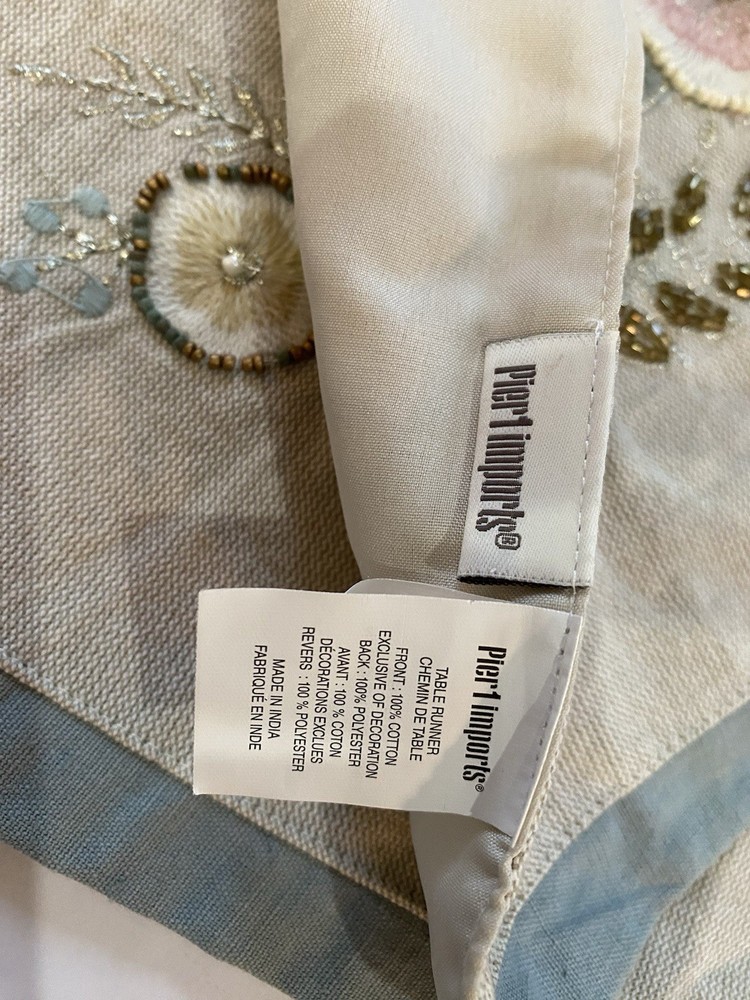 Pier1 imports®
Pier1 imports®
TABLE RUNNER
CHEMIN DE TABLE
FRONT : 100% COTTON
EXCLUSIVE OF DECORATION
BACK : 100% POLYESTER
AVANT : 100 % COTON
DÉCORATIONS EXCLUES
REVERS : 100 % POLYESTER
MADE IN INDIA
FABRIQUÉ EN INDE